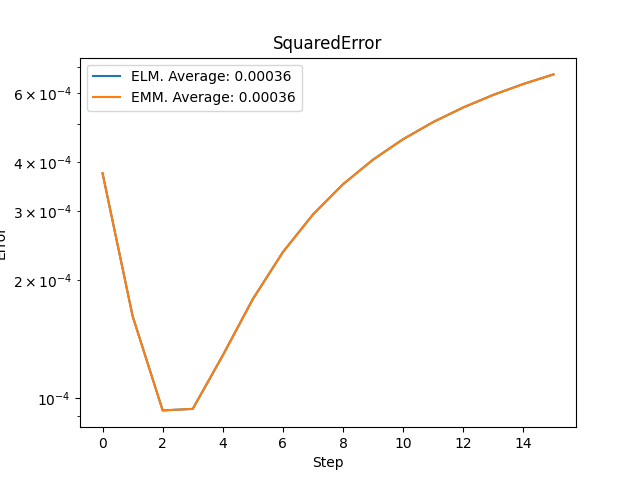 SquaredError
ELM. Average: 0.00036
EMM. Average: 0.00036
6 × 10⁻⁴
4 × 10⁻⁴
3 × 10⁻⁴
2 × 10⁻⁴
10⁻⁴
Error
0 2 4 6 8 10 12 14
Step